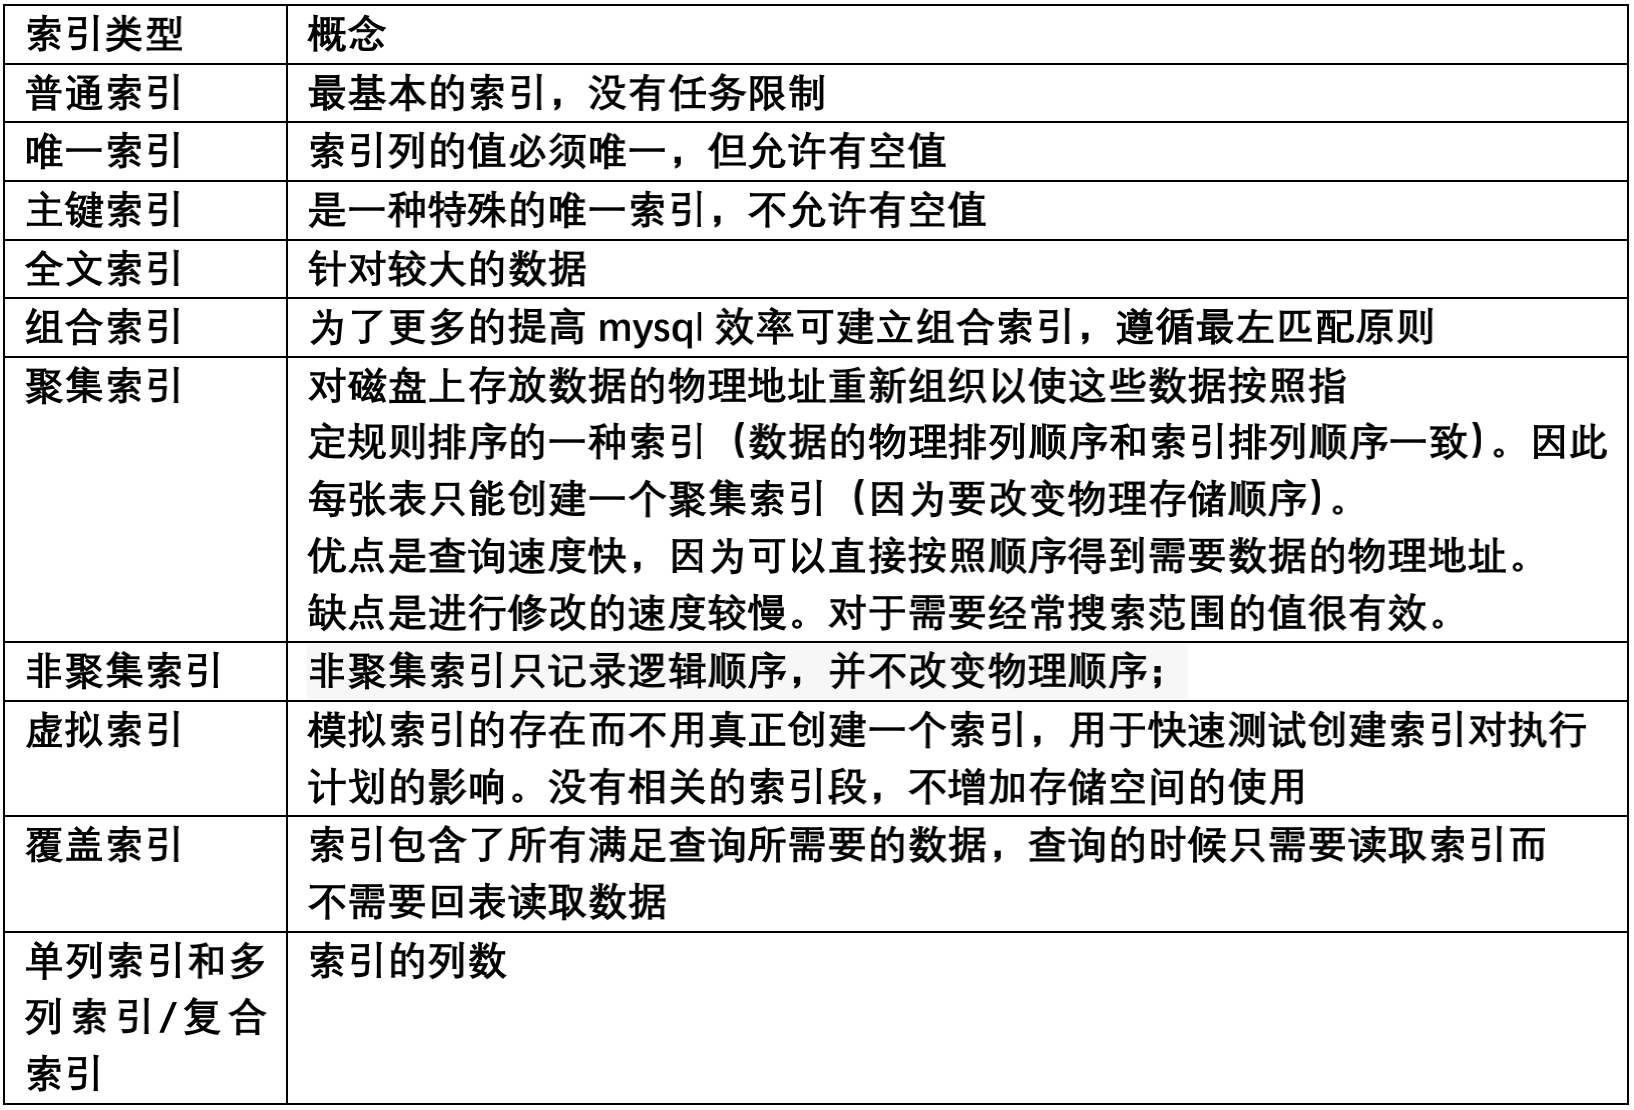 索引类型
概念
普通索引
最基本的索引，没有任务限制
唯一索引
索引列的值必须唯一，但允许有空值
主键索引
是一种特殊的唯一索引，不允许有空值
全文索引
针对较大的数据
组合索引
为了更多的提高 mysql 效率可建立组合索引，遵循最左匹配原则
聚集索引
对磁盘上存放数据的物理地址重新组织以使这些数据按照指
定规则排序的一种索引（数据的物理排列顺序和索引排列顺序一致）。因此
每张表只能创建一个聚集索引（因为要改变物理存储顺序）。
优点是查询速度快，因为可以直接按照顺序得到需要数据的物理地址。
缺点是进行修改的速度较慢。对于需要经常搜索范围的值很有效。
非聚集索引
非聚集索引只记录逻辑顺序，并不改变物理顺序；
虚拟索引
模拟索引的存在而不用真正创建一个索引，用于快速测试创建索引对执行
计划的影响。没有相关的索引段，不增加存储空间的使用
覆盖索引
索引包含了所有满足查询所需要的数据，查询的时候只需要读取索引而
不需要回表读取数据
单列索引和多
列索引/复合
索引
索引的列数